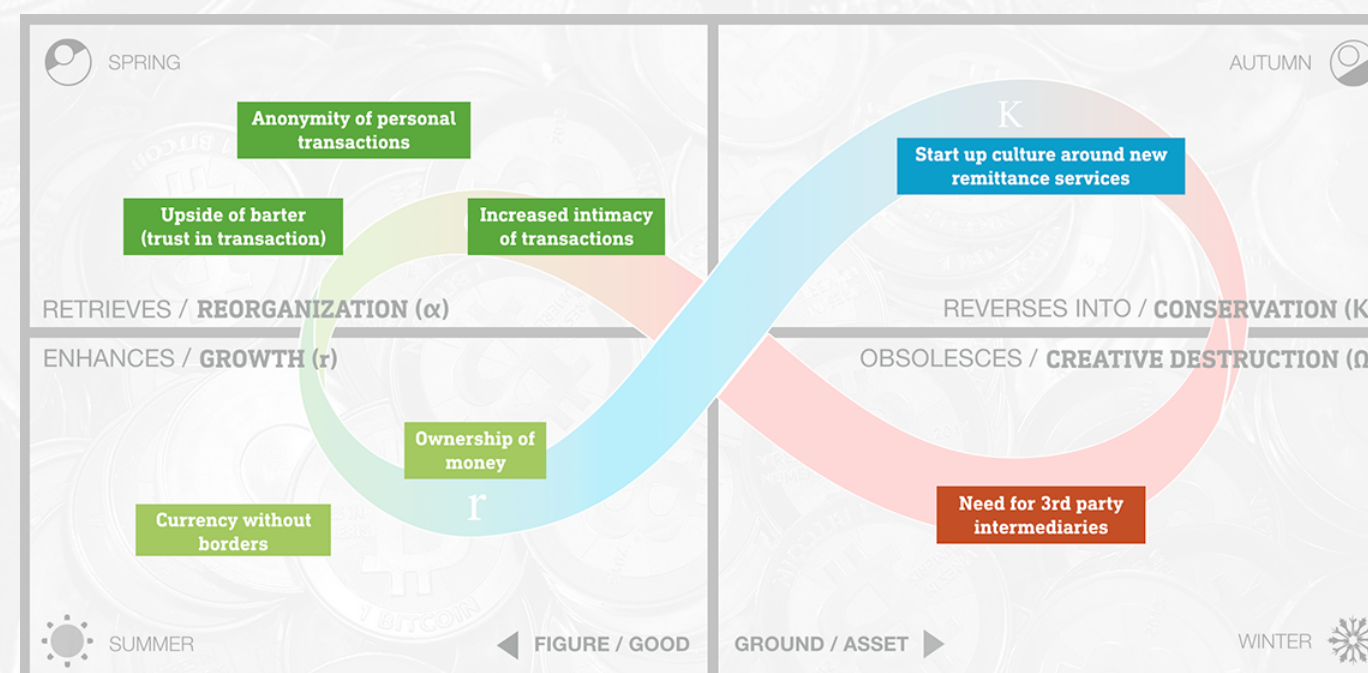 SPRING
AUTUMN
Anonymity of personal
transactions
K
Start up culture around new
remittance services
Upside of barter
(trust in transaction)
Increased intimacy
of transactions
RETRIEVES / REORGANIZATION (α)
REVERSES INTO / CONSERVATION (K
ENHANCES / GROWTH (r)
OBSOLESCES / CREATIVE DESTRUCTION (Ω
Ownership of
money
r
Currency without
borders
Need for 3rd party
intermediaries
1 BITCOIN
SUMMER
FIGURE / GOOD
GROUND / ASSET
WINTER